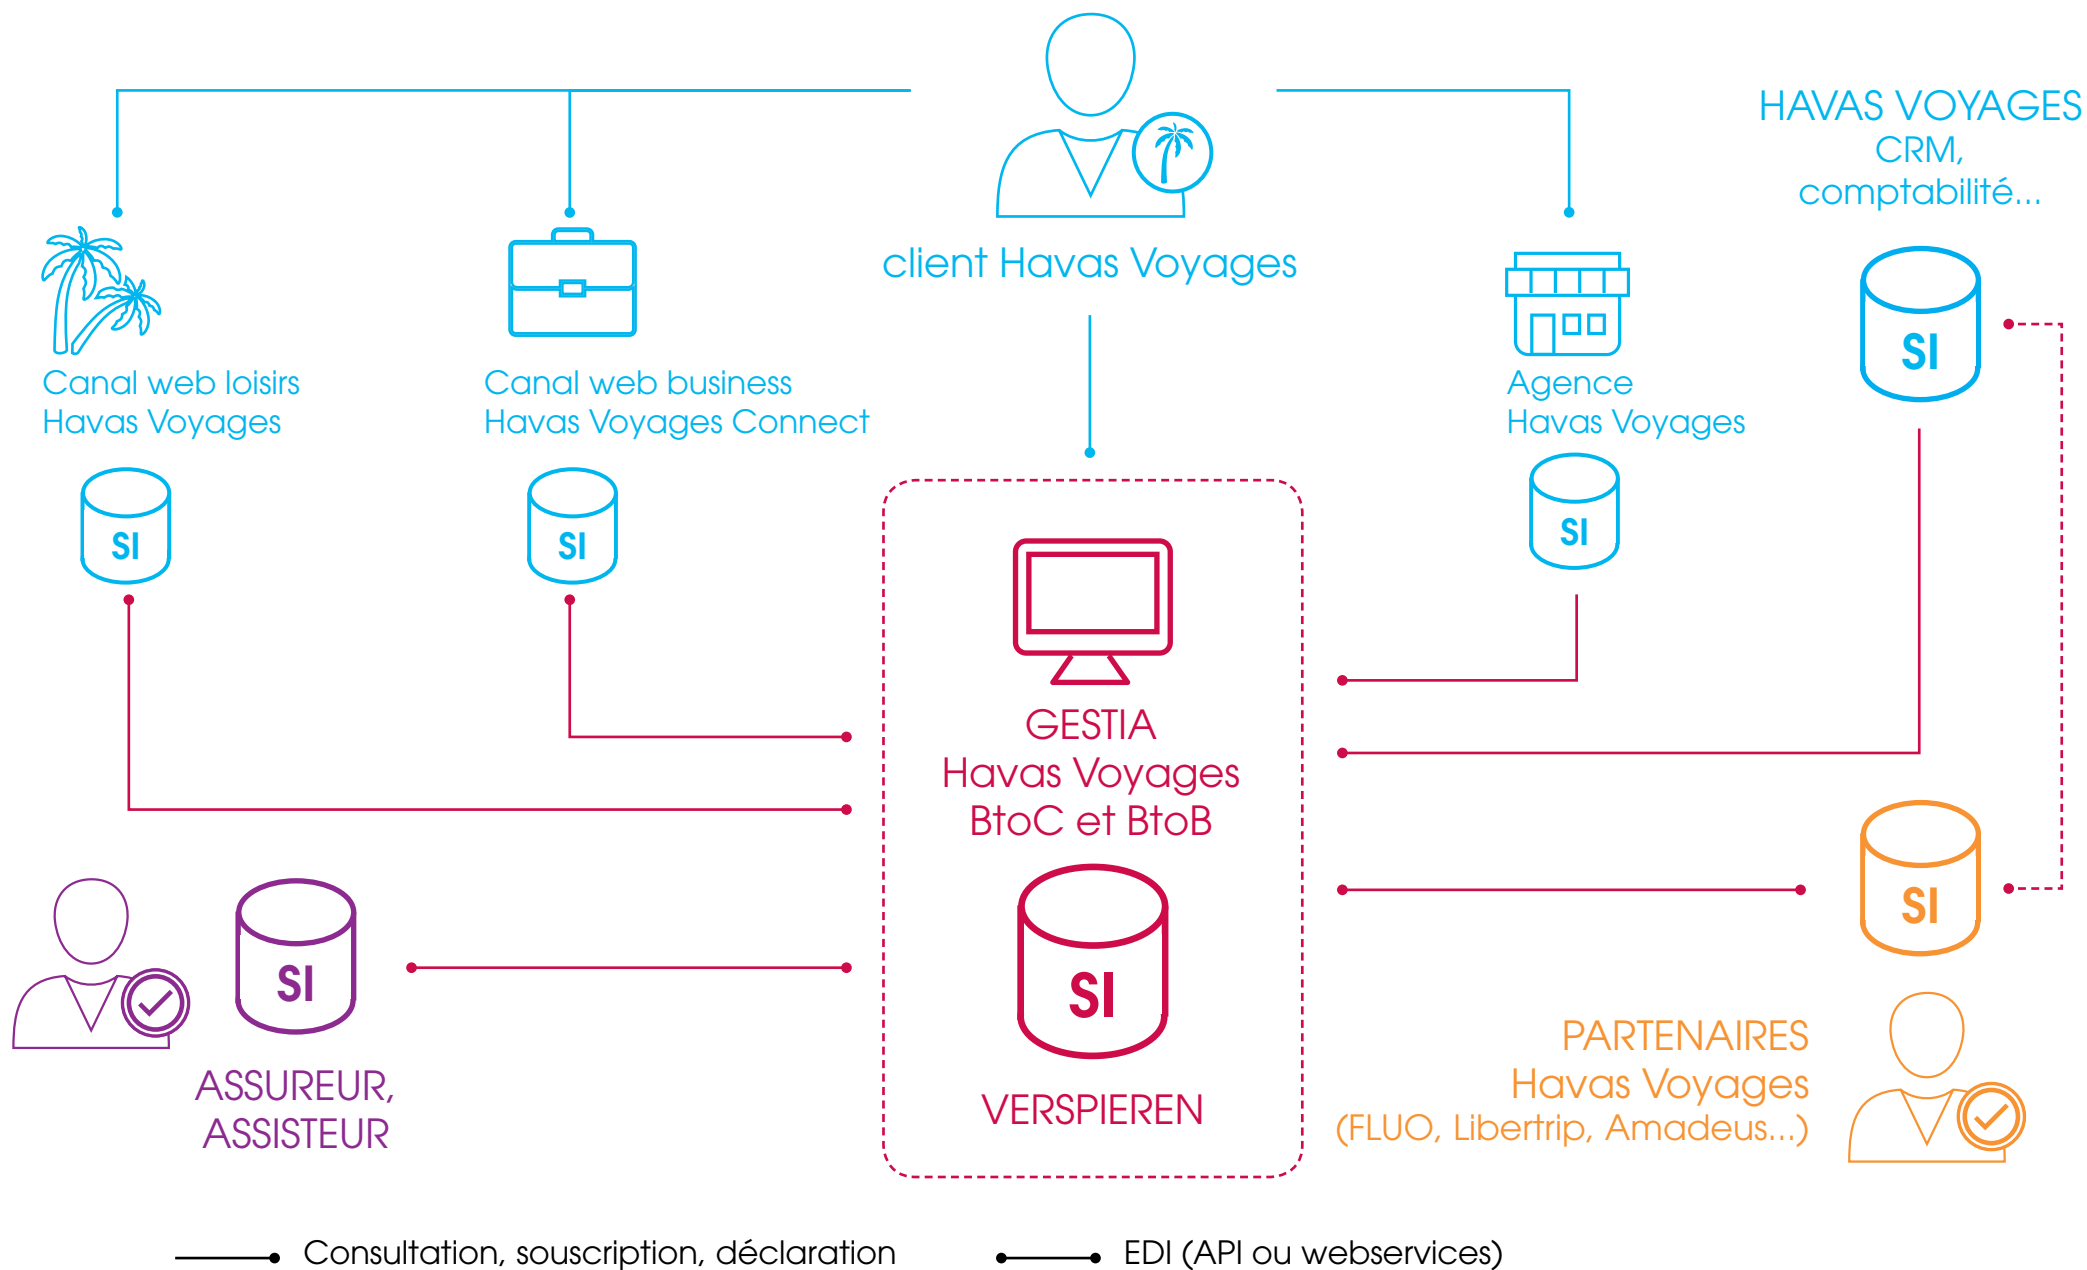 HAVAS VOYAGES
CRM,
comptabilité...
SI
client Havas Voyages
Canal web loisirs
Havas Voyages
SI
Canal web business
Havas Voyages Connect
SI
Agence
Havas Voyages
SI
GESTIA
Havas Voyages
BtoC et BtoB
SI
VERSPIEREN
SI
ASSUREUR,
ASSISTEUR
SI
PARTENAIRES
Havas Voyages
(FLUO, Libertrip, Amadeus...)
Consultation, souscription, déclaration
EDI (API ou webservices)